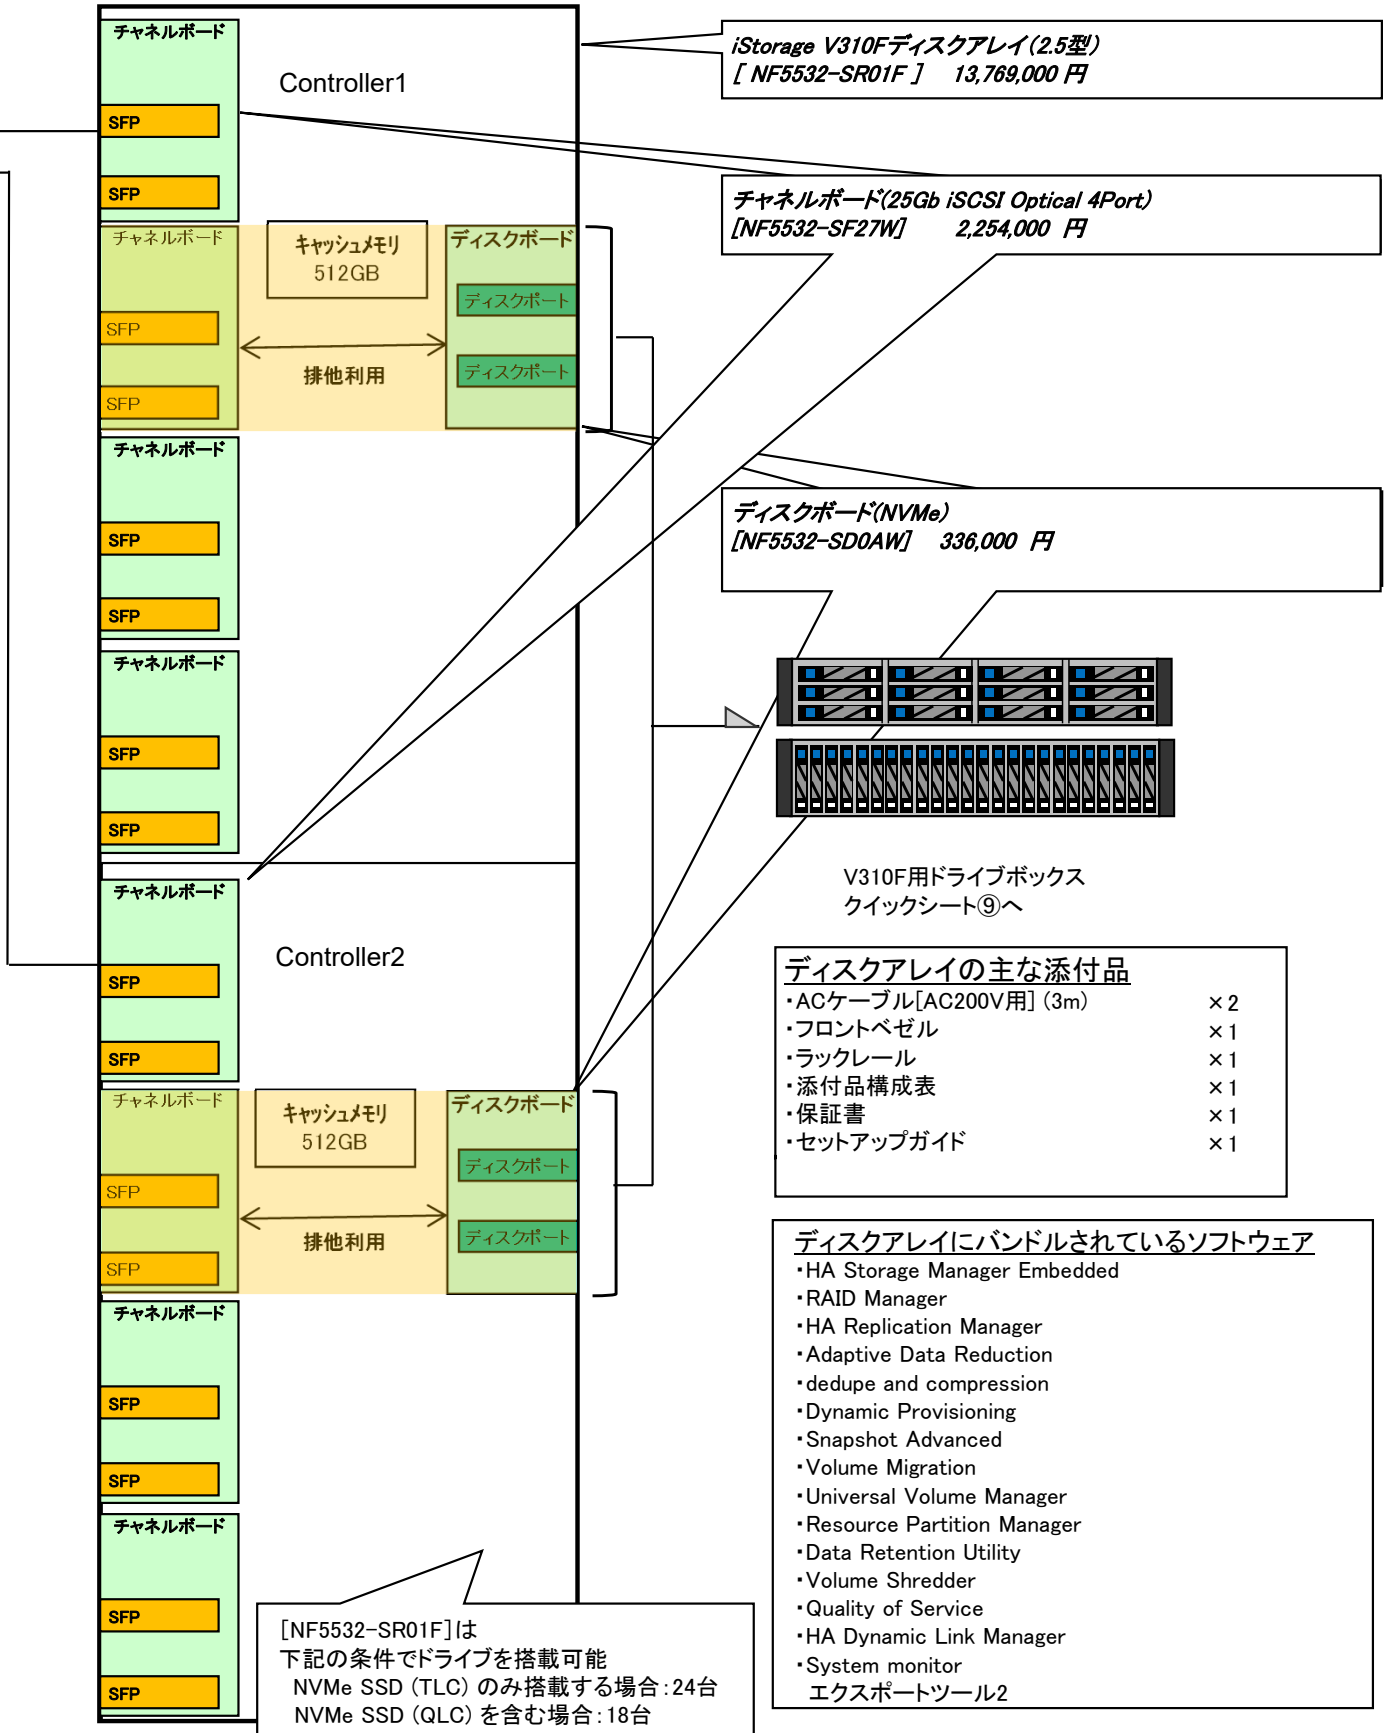 チャネルボード
Controller1
SFP
SFP
iStorage V310Fディスクアレイ(2.5型)
[ NF5532-SR01F ] 13,769,000 円
チャネルボード(25Gb iSCSI Optical 4Port)
[NF5532-SF27W] 2,254,000 円
チャネルボード
キャッシュメモリ
512GB
ディスクボード
ディスクポート
SFP
排他利用
ディスクポート
SFP
チャネルボード
SFP
SFP
ディスクボード(NVMe)
[NF5532-SD0AW] 336,000 円
チャネルボード
SFP
SFP
V310F用ドライブボックス
クイックシート⑨へ
チャネルボード
Controller2
SFP
SFP
ディスクアレイの主な添付品
・ACケーブル[AC200V用] (3m) ×2
・フロントベゼル ×1
・ラックレール ×1
・添付品構成表 ×1
・保証書 ×1
・セットアップガイド ×1
チャネルボード
キャッシュメモリ
512GB
ディスクボード
ディスクポート
SFP
排他利用
ディスクポート
SFP
ディスクアレイにバンドルされているソフトウェア
・HA Storage Manager Embedded
・RAID Manager
・HA Replication Manager
・Adaptive Data Reduction
・dedupe and compression
・Dynamic Provisioning
・Snapshot Advanced
・Volume Migration
・Universal Volume Manager
・Resource Partition Manager
・Data Retention Utility
・Volume Shredder
・Quality of Service
・HA Dynamic Link Manager
・System monitor
エクスポートツール2
チャネルボード
SFP
SFP
チャネルボード
SFP
SFP
[NF5532-SR01F]は
下記の条件でドライブを搭載可能
NVMe SSD (TLC) のみ搭載する場合:24台
NVMe SSD (QLC) を含む場合:18台